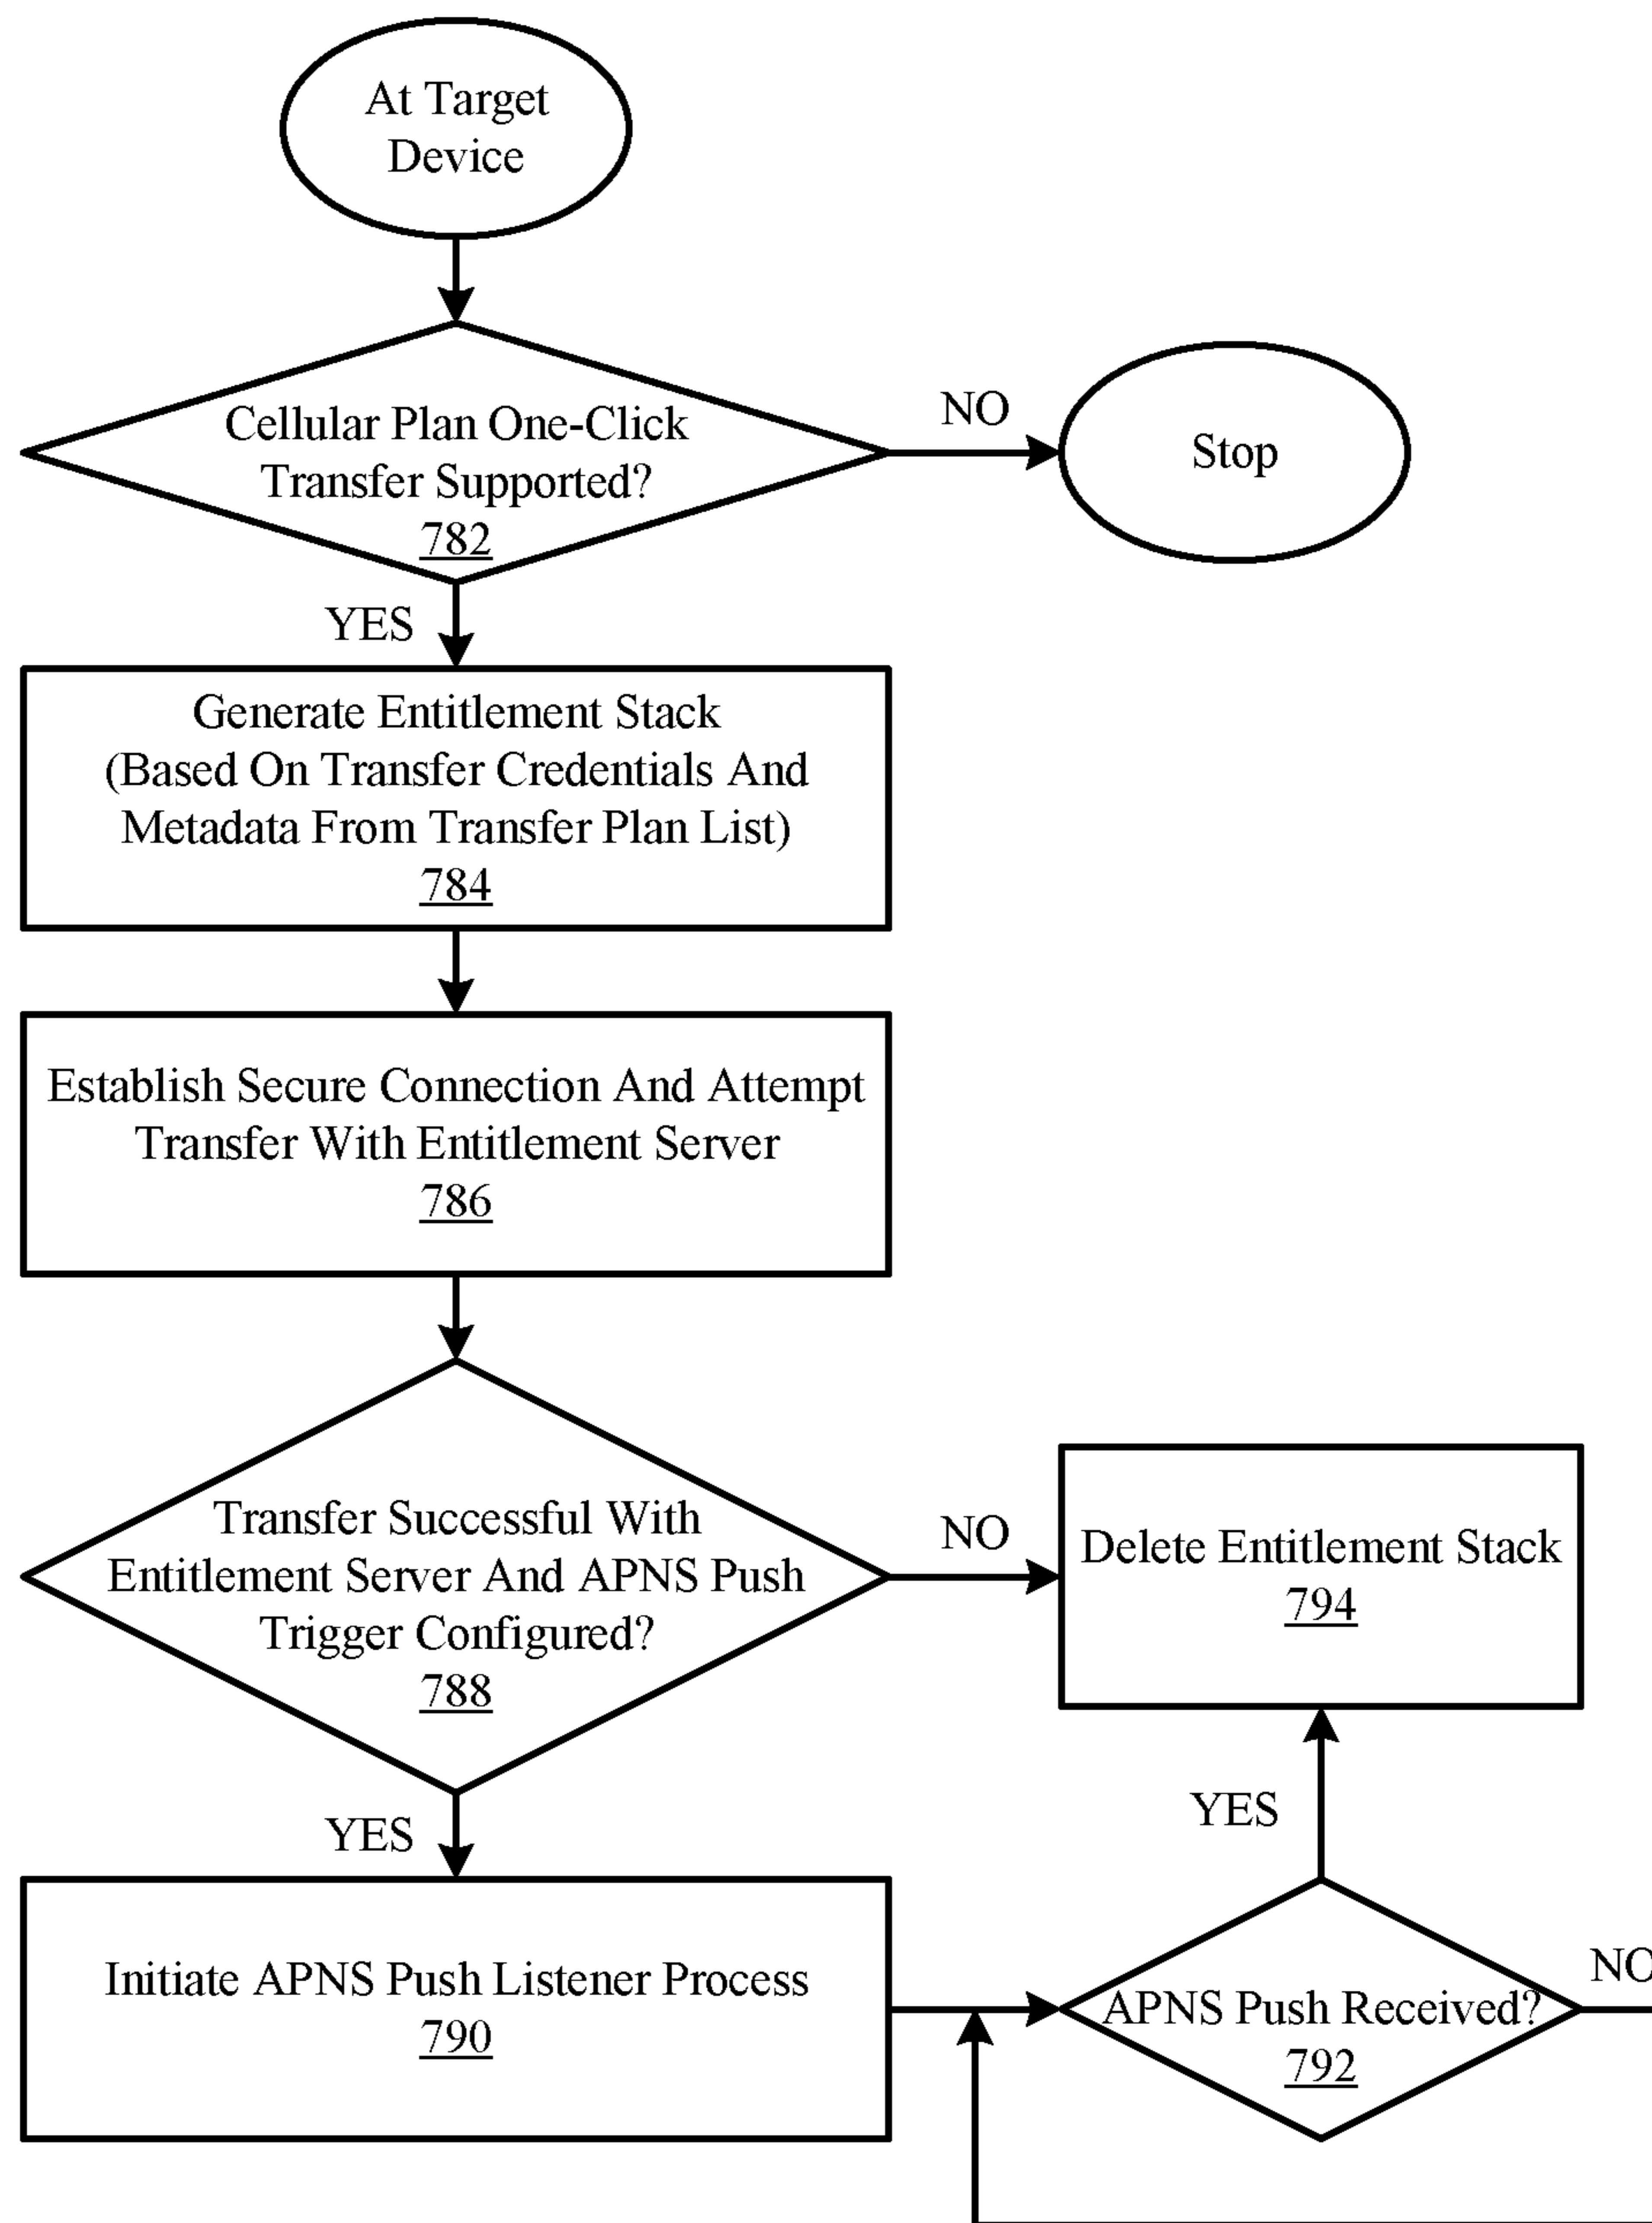 At Target
Device
Cellular Plan One-Click
Transfer Supported?
782
NO
Stop
YES
Generate Entitlement Stack
(Based On Transfer Credentials And
Metadata From Transfer Plan List)
784
Establish Secure Connection And Attempt
Transfer With Entitlement Server
786
Transfer Successful With
Entitlement Server And APNS Push
Trigger Configured?
788
NO
Delete Entitlement Stack
794
YES
YES
Initiate APNS Push Listener Process
790
APNS Push Received?
792
NO